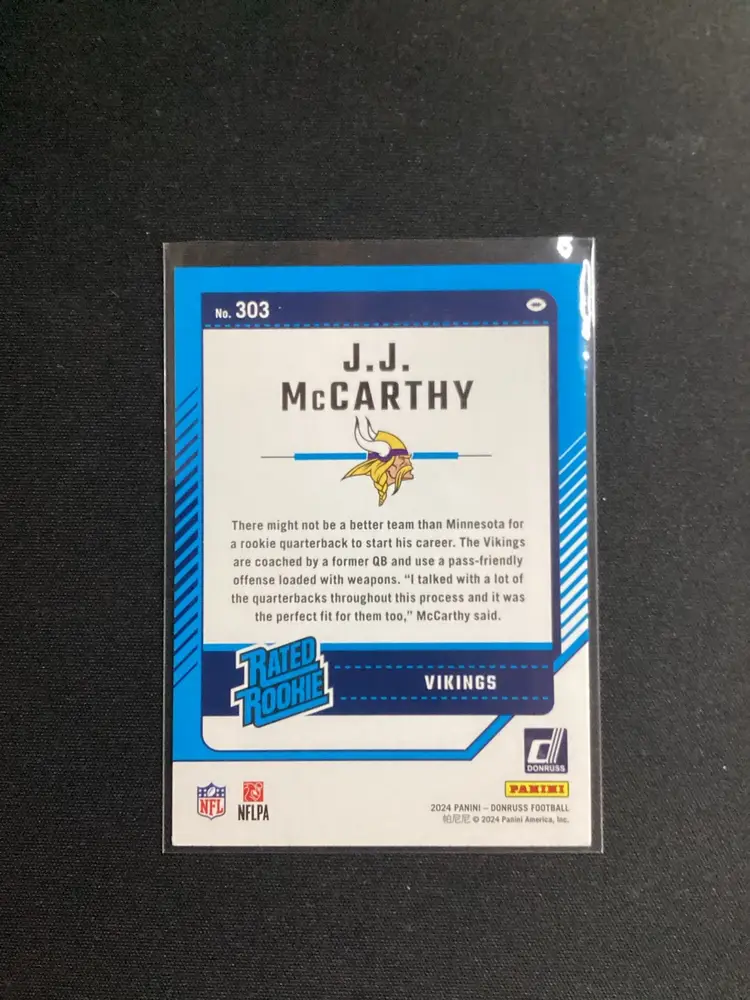 No. 303
J.J.
McCARTHY
There might not be a better team than Minnesota for
a rookie quarterback to start his career. The Vikings
are coached by a former QB and use a pass-friendly
offense loaded with weapons. “I talked with a lot of
the quarterbacks throughout this process and it was
the perfect fit for them too,” McCarthy said.
RATED
ROOKIE
VIKINGS
DONRUSS
PANINI
NFL
NFLPA
2024 PANINI – DONRUSS FOOTBALL
帕尼尼 © 2024 Panini America, Inc.